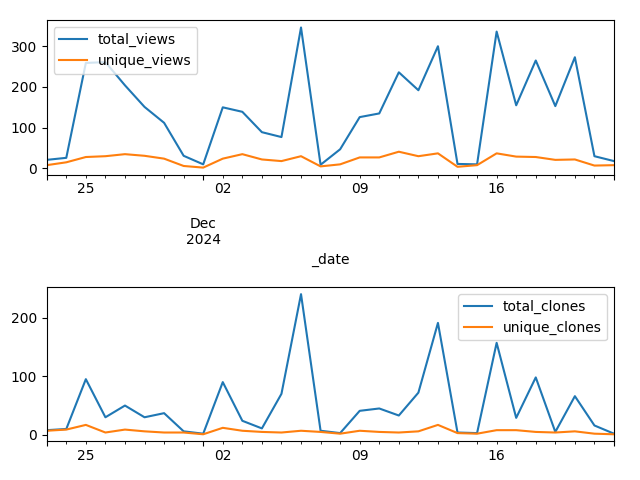 total_views
unique_views
300
200
100
0
25
02
09
16
Dec
2024
_date
total_clones
unique_clones
200
100
0
25
02
09
16